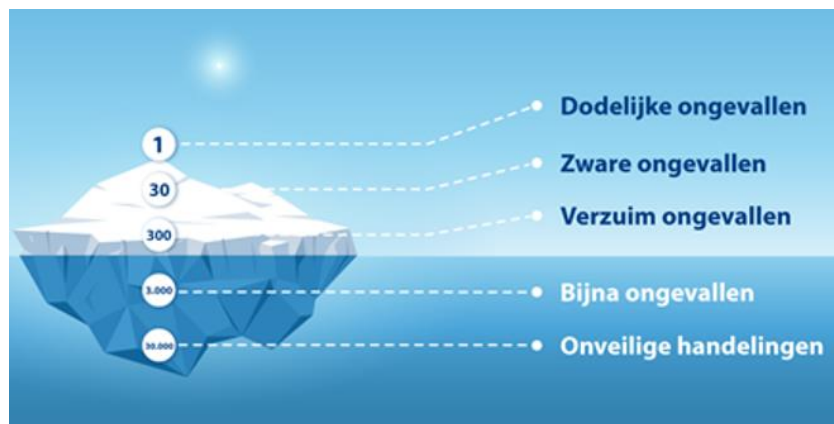 1
Dodelijke ongevallen
30
Zware ongevallen
300
Verzuim ongevallen
3.000
Bijna ongevallen
30.000
Onveilige handelingen